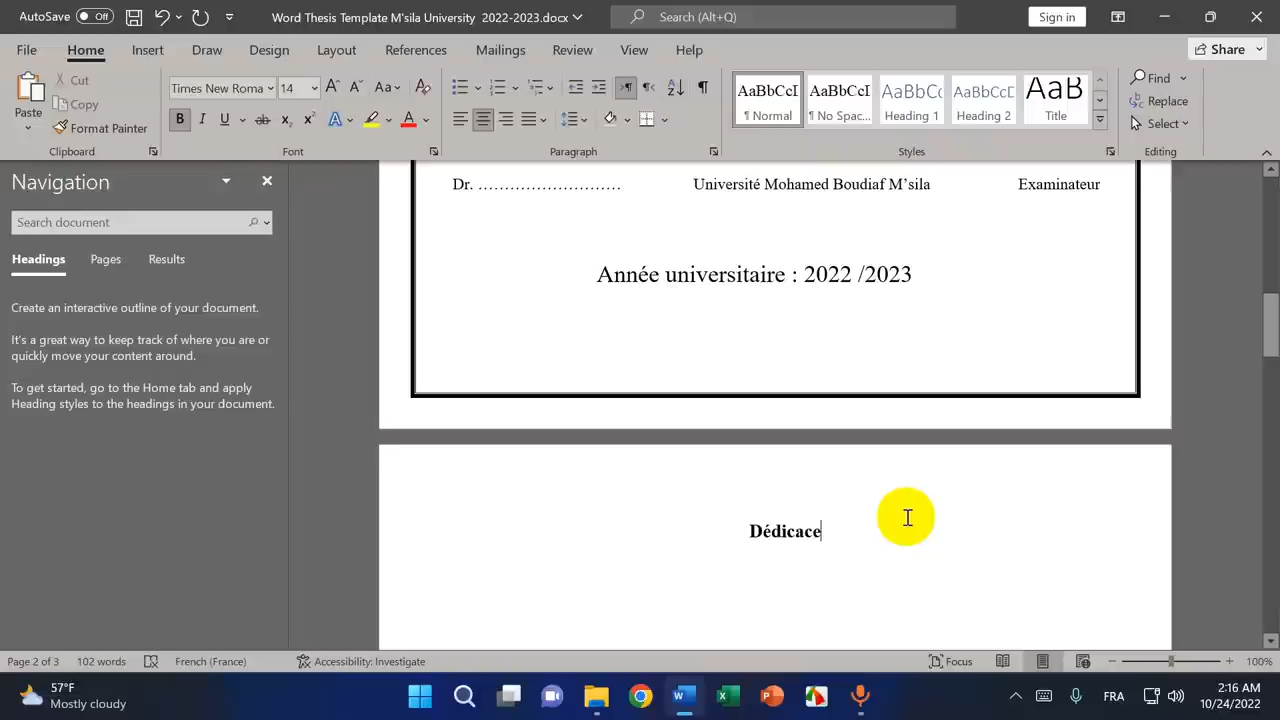 AutoSave Off Word Thesis Template M'sila University 2022-2023.docx Search (Alt+Q) Sign in
File Home Insert Draw Design Layout References Mailings Review View Help Share
Paste Cut Copy Format Painter
Times New Roma 14
AaBbCcD AaBbCcD AaBbCc AaBbCcD AaB
¶ Normal ¶ No Spac... Heading 1 Heading 2 Title
Find Replace Select
Clipboard Font Paragraph Styles Editing
Navigation
Search document
Headings Pages Results
Create an interactive outline of your document.
It's a great way to keep track of where you are or
quickly move your content around.
To get started, go to the Home tab and apply
Heading styles to the headings in your document.
Dr. ……………………… Université Mohamed Boudiaf M’sila Examinateur
Année universitaire : 2022 /2023
Dédicace
Page 2 of 3 102 words French (France) Accessibility: Investigate Focus 100%
57°F
Mostly cloudy
FRA
2:16 AM
10/24/2022